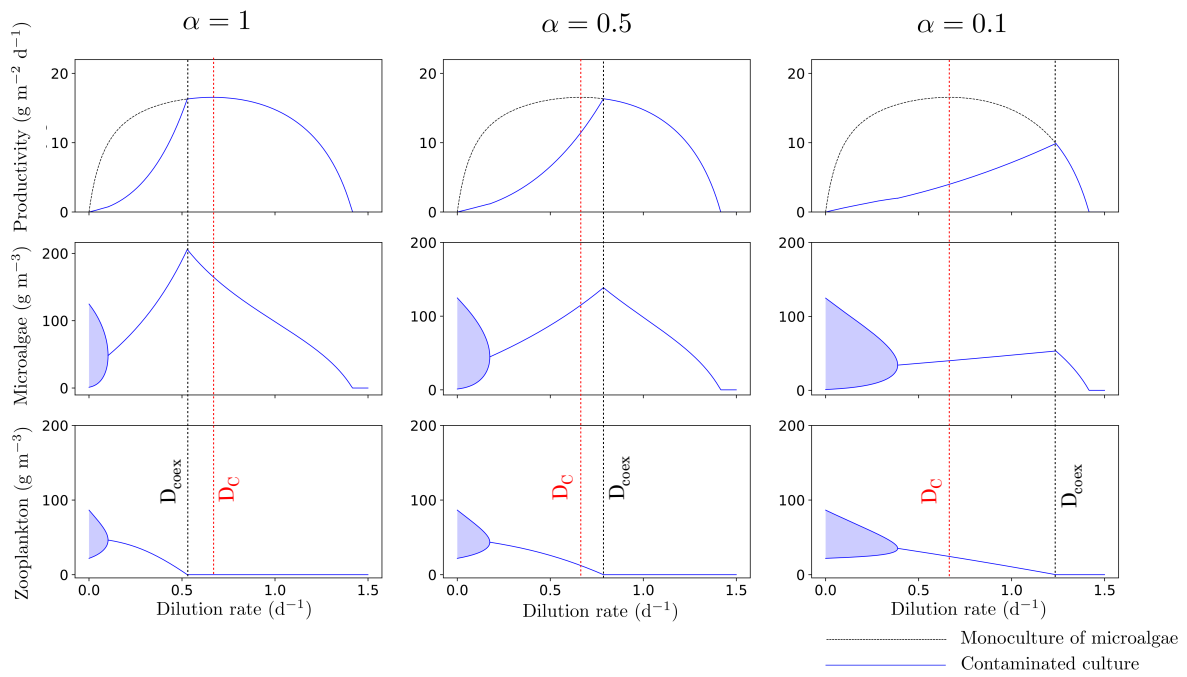 α = 1
α = 0.5
α = 0.1
Productivity (g m⁻² d⁻¹)
20
10
0
20
10
0
20
10
0
Microalgae (g m⁻³)
200
100
0
200
100
0
200
100
0
Zooplankton (g m⁻³)
200
100
0
200
100
0
200
100
0
D_coex
D_C
D_C
D_coex
D_C
D_coex
0.0 0.5 1.0 1.5
0.0 0.5 1.0 1.5
0.0 0.5 1.0 1.5
Dilution rate (d⁻¹)
Dilution rate (d⁻¹)
Dilution rate (d⁻¹)
Monoculture of microalgae
Contaminated culture